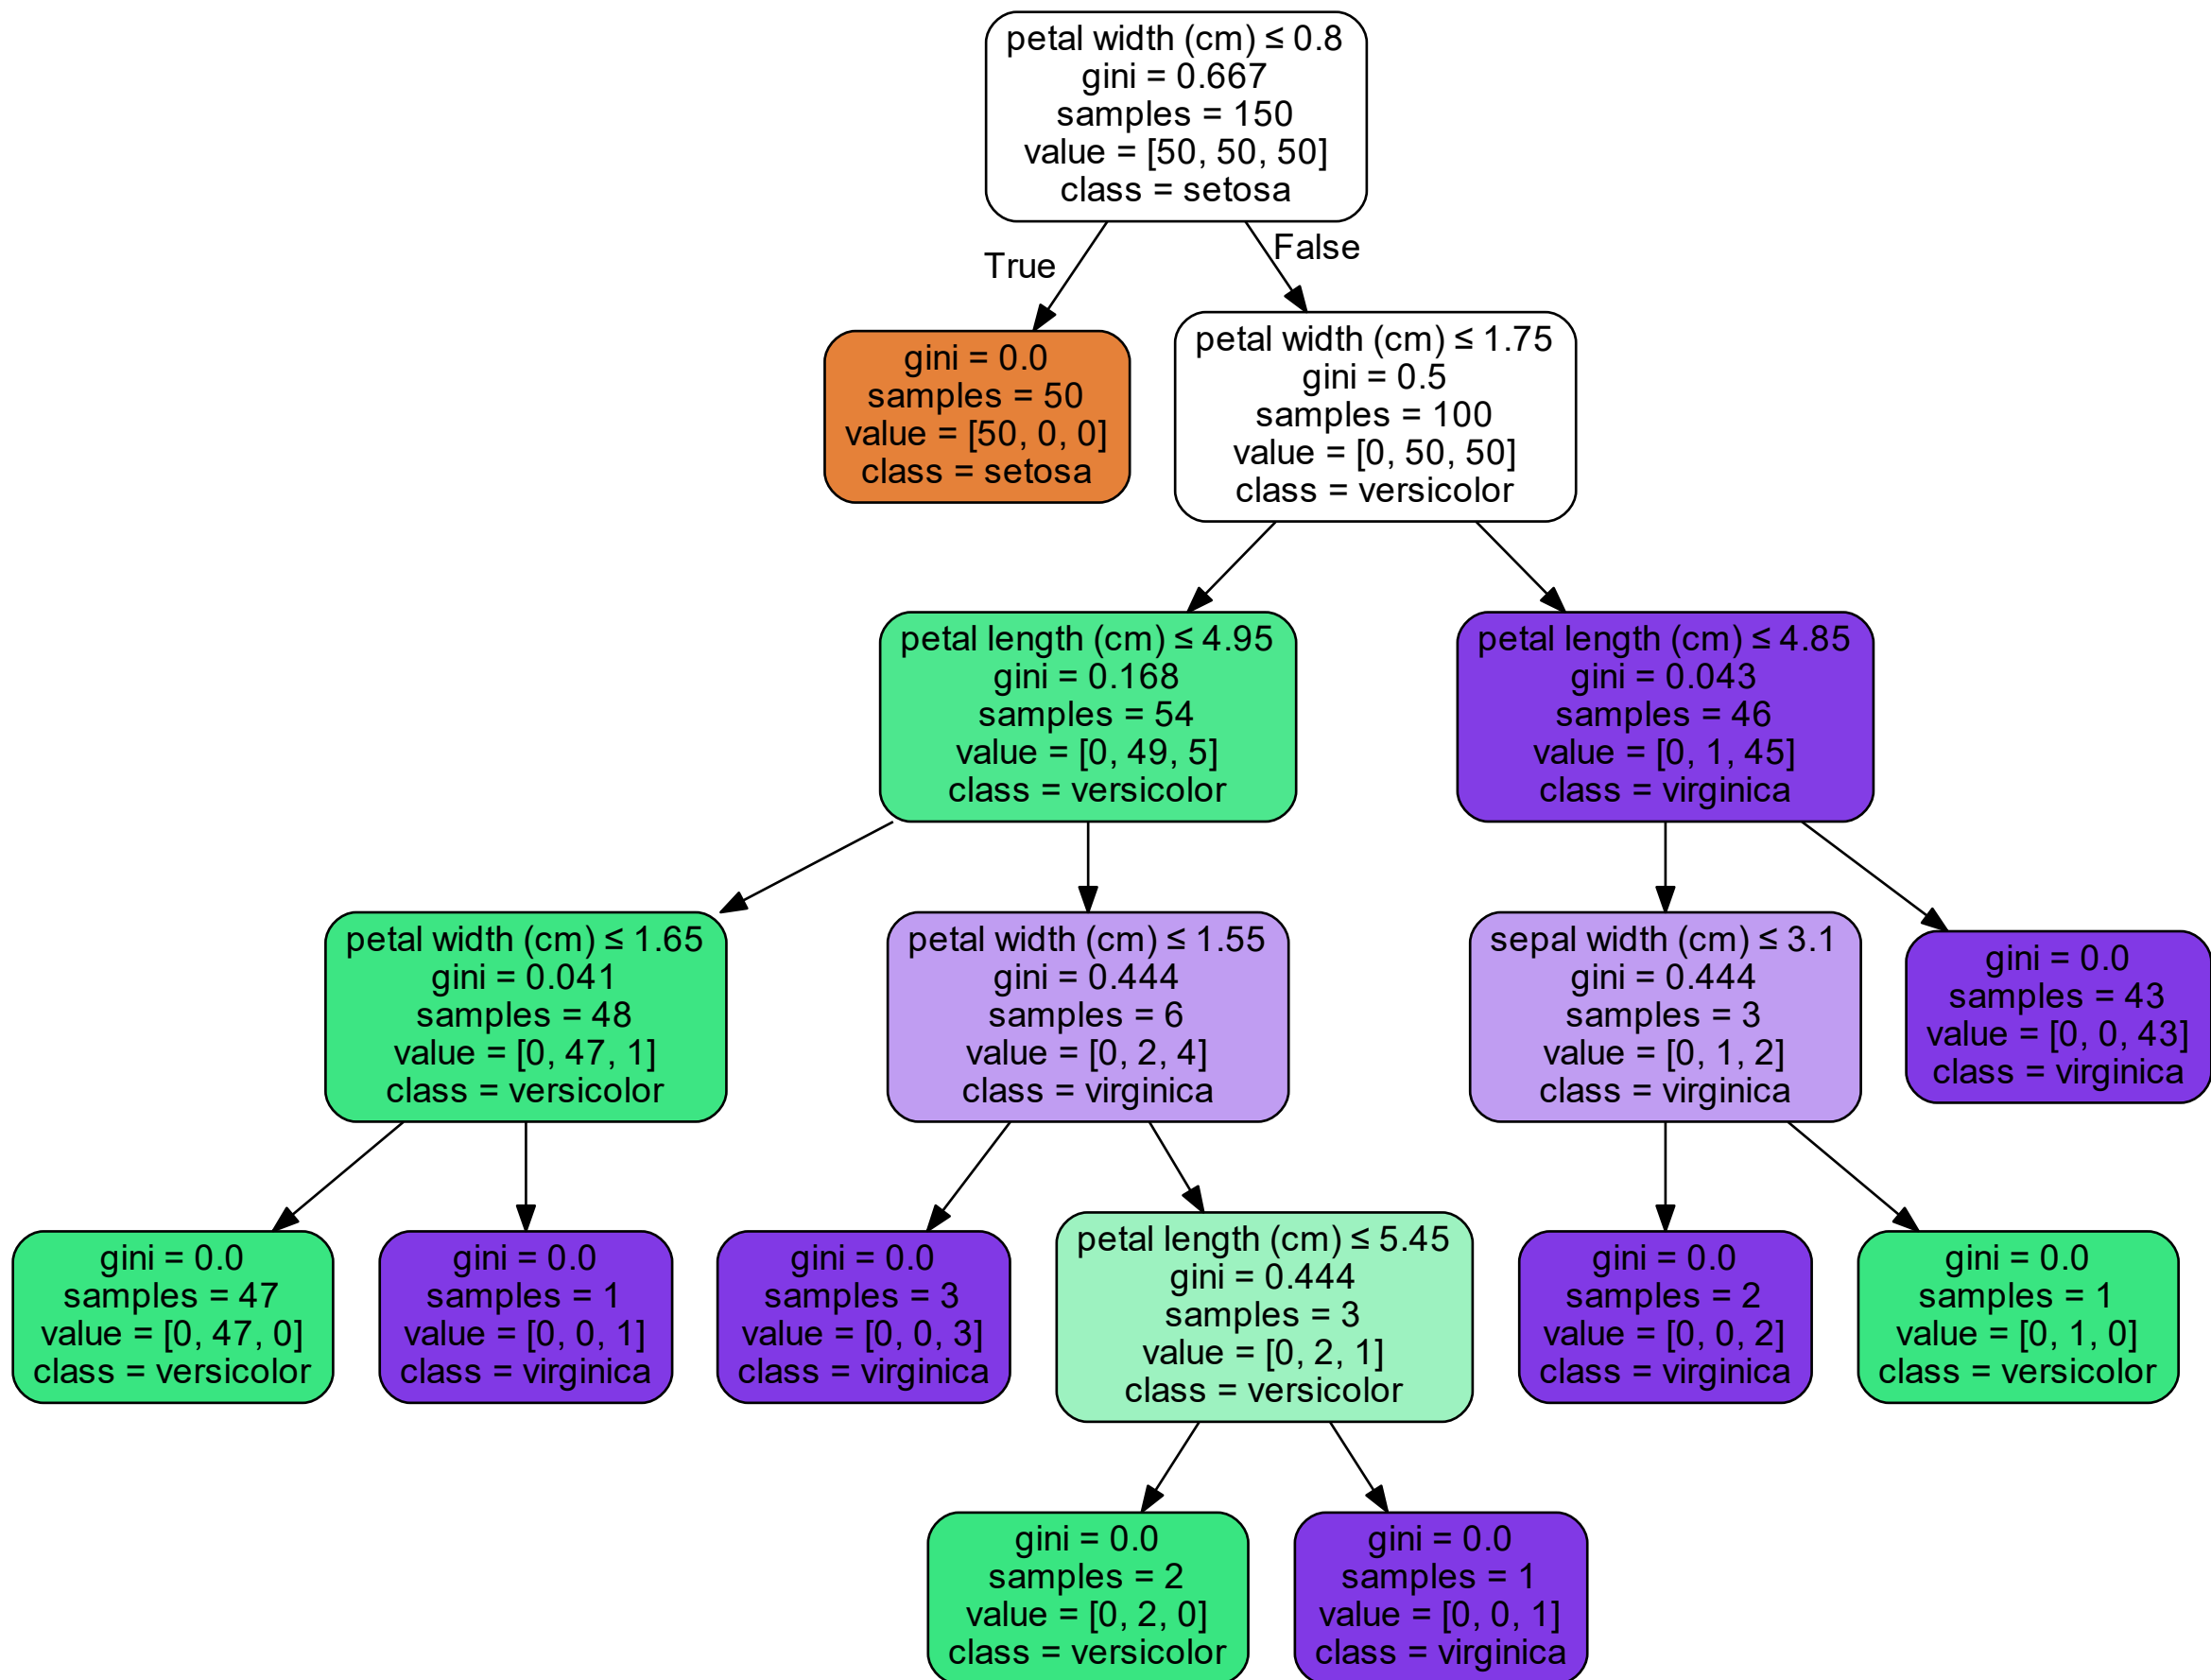 petal width (cm) ≤ 0.8
gini = 0.667
samples = 150
value = [50, 50, 50]
class = setosa
True
False
gini = 0.0
samples = 50
value = [50, 0, 0]
class = setosa
petal width (cm) ≤ 1.75
gini = 0.5
samples = 100
value = [0, 50, 50]
class = versicolor
petal length (cm) ≤ 4.95
gini = 0.168
samples = 54
value = [0, 49, 5]
class = versicolor
petal length (cm) ≤ 4.85
gini = 0.043
samples = 46
value = [0, 1, 45]
class = virginica
petal width (cm) ≤ 1.65
gini = 0.041
samples = 48
value = [0, 47, 1]
class = versicolor
petal width (cm) ≤ 1.55
gini = 0.444
samples = 6
value = [0, 2, 4]
class = virginica
sepal width (cm) ≤ 3.1
gini = 0.444
samples = 3
value = [0, 1, 2]
class = virginica
gini = 0.0
samples = 43
value = [0, 0, 43]
class = virginica
gini = 0.0
samples = 47
value = [0, 47, 0]
class = versicolor
gini = 0.0
samples = 1
value = [0, 0, 1]
class = virginica
gini = 0.0
samples = 3
value = [0, 0, 3]
class = virginica
petal length (cm) ≤ 5.45
gini = 0.444
samples = 3
value = [0, 2, 1]
class = versicolor
gini = 0.0
samples = 2
value = [0, 0, 2]
class = virginica
gini = 0.0
samples = 1
value = [0, 1, 0]
class = versicolor
gini = 0.0
samples = 2
value = [0, 2, 0]
class = versicolor
gini = 0.0
samples = 1
value = [0, 0, 1]
class = virginica